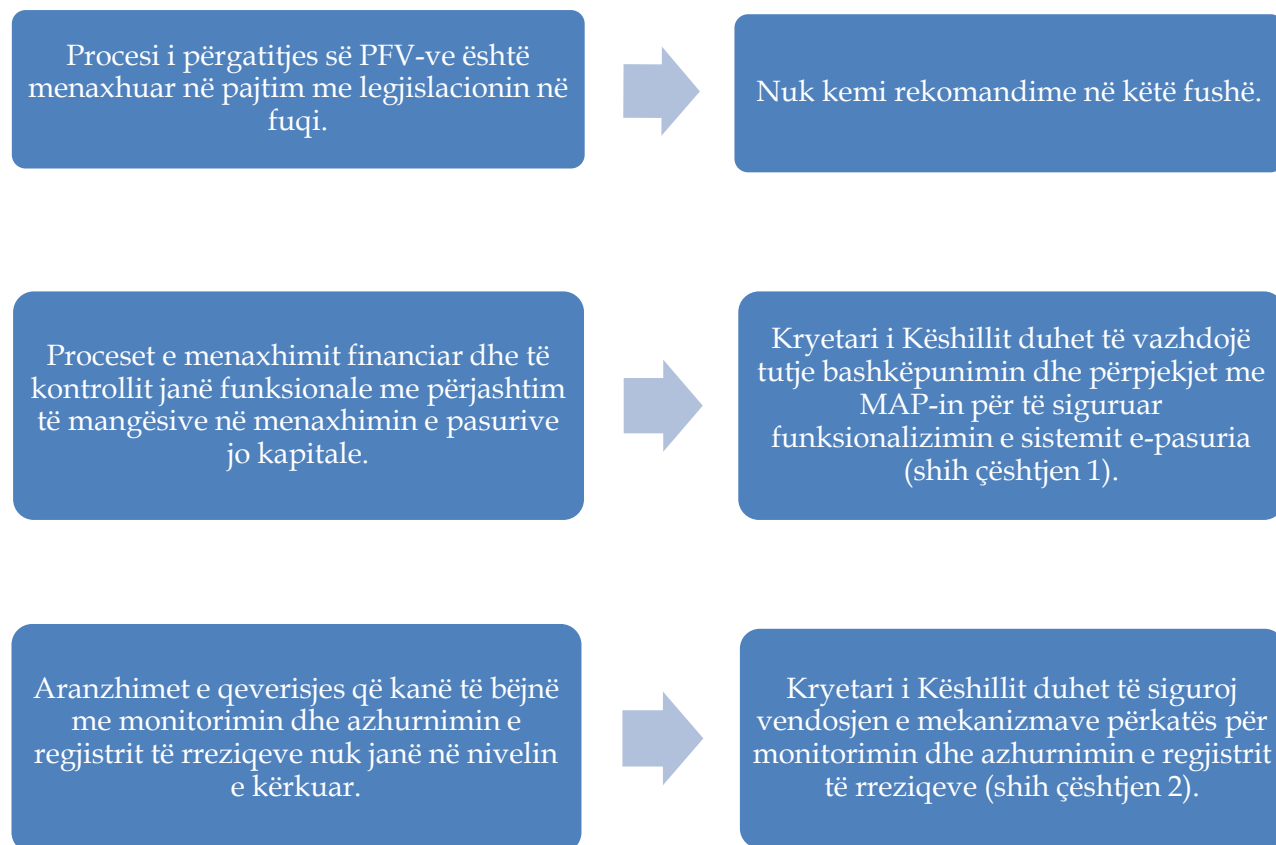 Procesi i përgatitjes së PFV-ve është
menaxhuar në pajtim me legjislacionin në
fuqi.
Nuk kemi rekomandime në këtë fushë.
Proceset e menaxhimit financiar dhe të
kontrollit janë funksionale me përjashtim
të mangësive në menaxhimin e pasurive
jo kapitale.
Kryetari i Këshillit duhet të vazhdojë
tutje bashkëpunimin dhe përpjekjet me
MAP-in për të siguruar
funksionalizimin e sistemit e-pasuria
(shih çështjen 1).
Aranzhimet e qeverisjes që kanë të bëjnë
me monitorimin dhe azhurnimin e
regjistrit të rreziqeve nuk janë në nivelin
e kërkuar.
Kryetari i Këshillit duhet të siguroj
vendosjen e mekanizmave përkatës për
monitorimin dhe azhurnimin e regjistrit
të rreziqeve (shih çështjen 2).